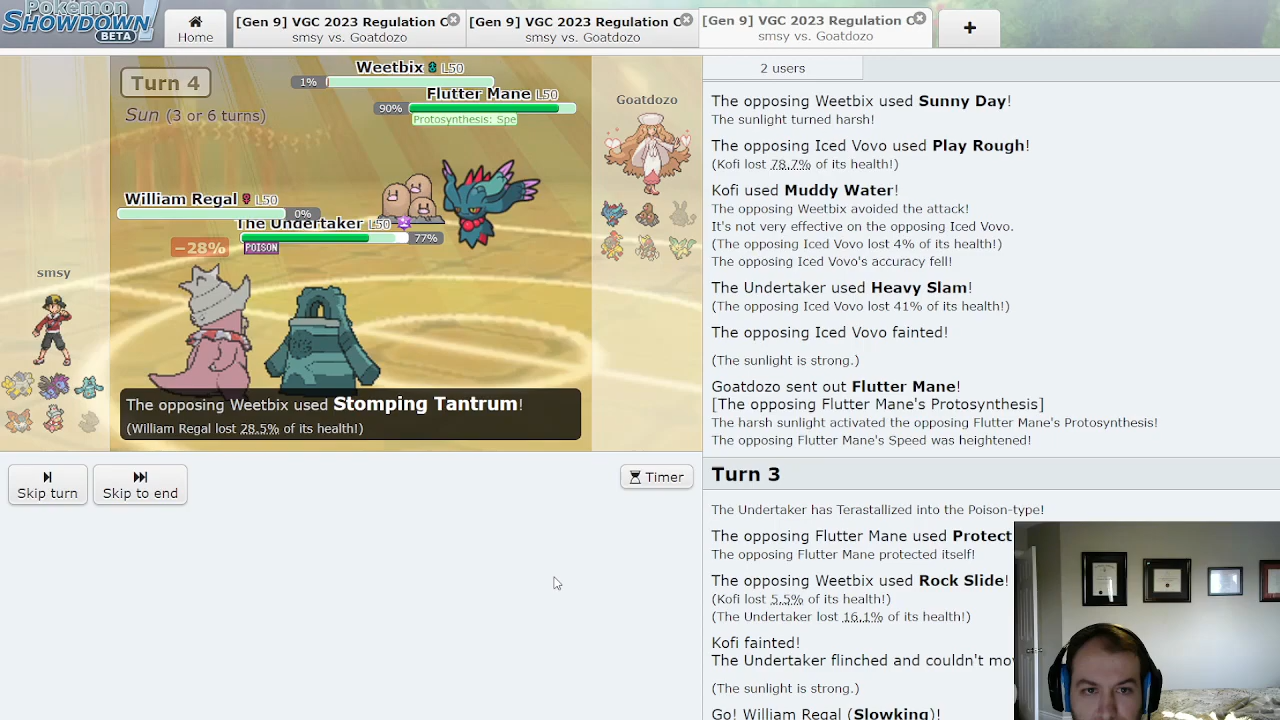 Pokémon
SHOWDOWN
BETA
Home
[Gen 9] VGC 2023 Regulation C
smsy vs. Goatdozo
[Gen 9] VGC 2023 Regulation C
smsy vs. Goatdozo
[Gen 9] VGC 2023 Regulation C
smsy vs. Goatdozo
+
Turn 4
Sun (3 or 6 turns)
Weetbix L50
1%
Flutter Mane L50
90%
Protosynthesis: Spe
William Regal L50
0%
The Undertaker L50
77%
POISON
−28%
smsy
Goatdozo
The opposing Weetbix used Stomping Tantrum!
(William Regal lost 28.5% of its health!)
Skip turn
Skip to end
Timer
2 users
The opposing Weetbix used Sunny Day!
The sunlight turned harsh!
The opposing Iced Vovo used Play Rough!
(Kofi lost 78.7% of its health!)
Kofi used Muddy Water!
The opposing Weetbix avoided the attack!
It's not very effective on the opposing Iced Vovo.
(The opposing Iced Vovo lost 4% of its health!)
The opposing Iced Vovo's accuracy fell!
The Undertaker used Heavy Slam!
(The opposing Iced Vovo lost 41% of its health!)
The opposing Iced Vovo fainted!
(The sunlight is strong.)
Goatdozo sent out Flutter Mane!
[The opposing Flutter Mane's Protosynthesis]
The harsh sunlight activated the opposing Flutter Mane's Protosynthesis!
The opposing Flutter Mane's Speed was heightened!
Turn 3
The Undertaker has Terastallized into the Poison-type!
The opposing Flutter Mane used Protect
The opposing Flutter Mane protected itself!
The opposing Weetbix used Rock Slide!
(Kofi lost 5.5% of its health!)
(The Undertaker lost 16.1% of its health!)
Kofi fainted!
The Undertaker flinched and couldn't mov
(The sunlight is strong.)
Go! William Regal (Slowking)!